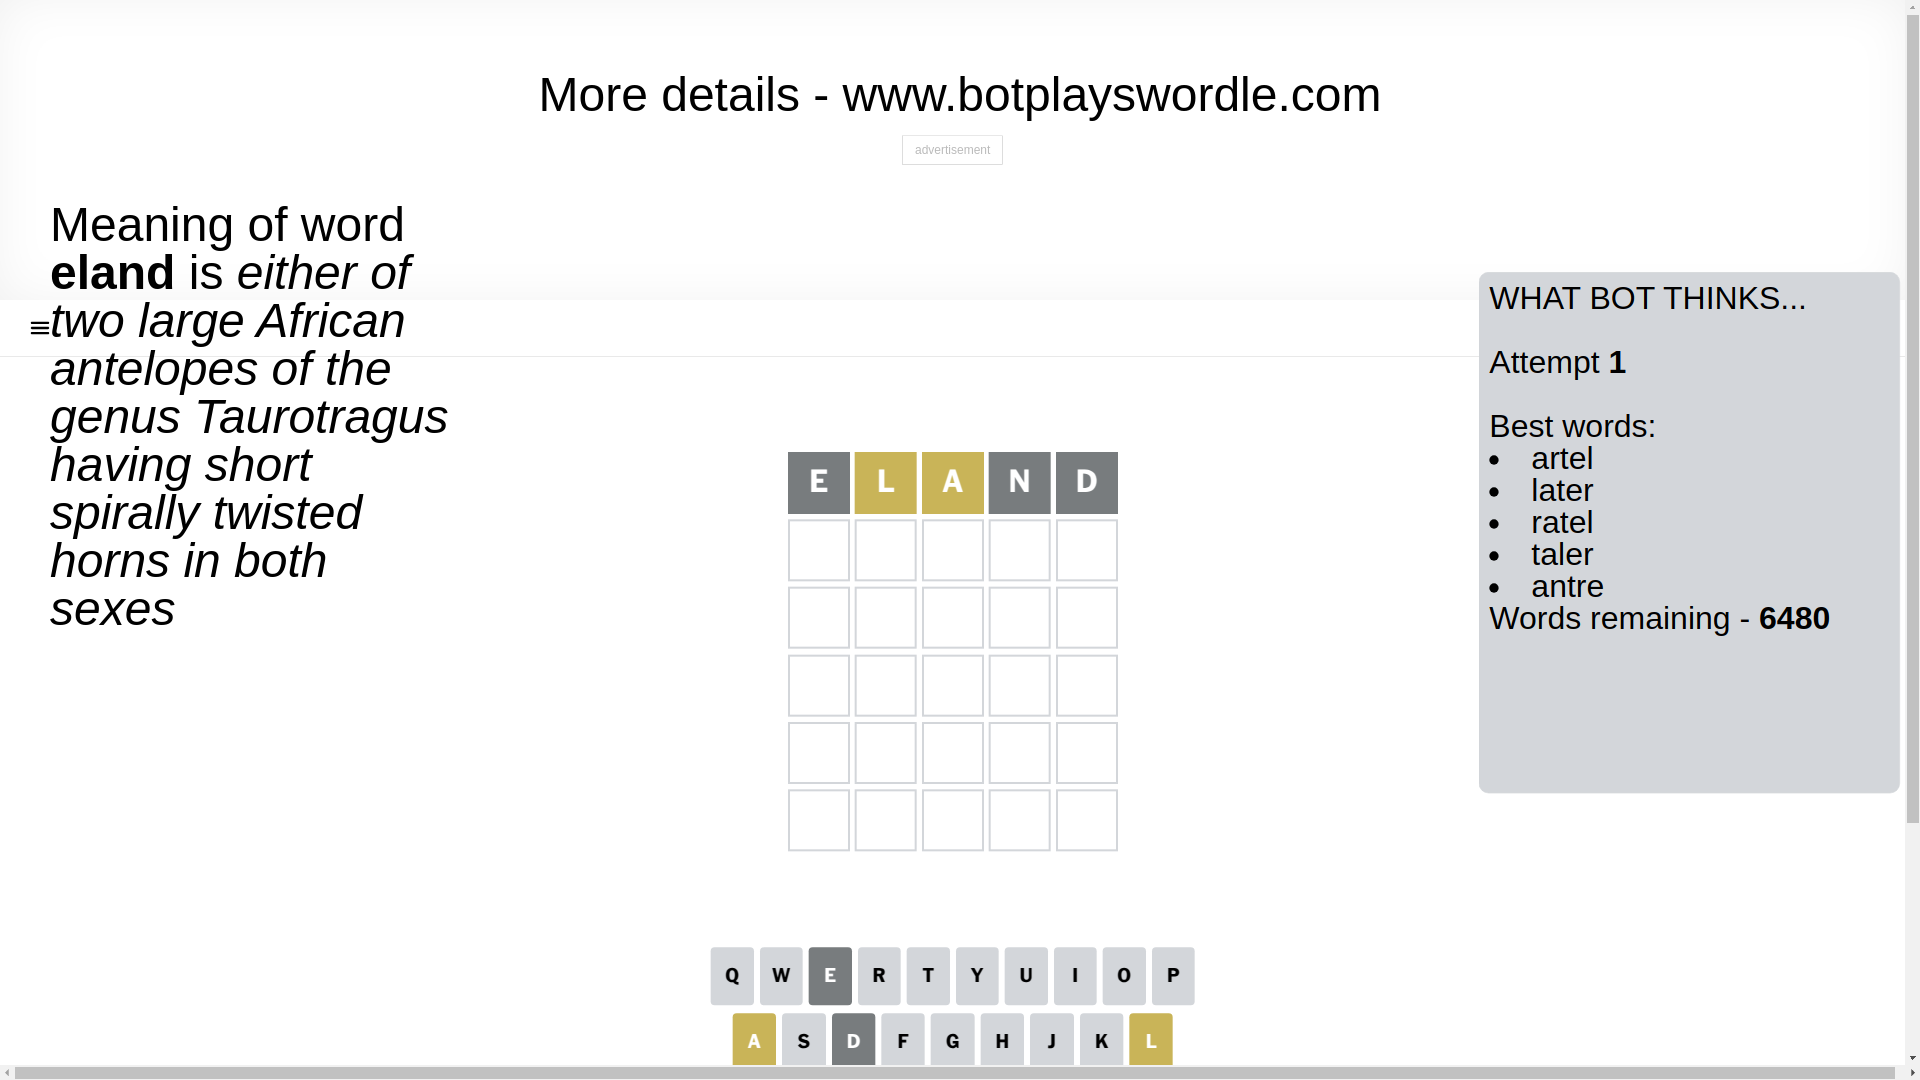 More details - www.botplayswordle.com
advertisement
Meaning of word
eland is either of
two large African
antelopes of the
genus Taurotragus
having short
spirally twisted
horns in both
sexes
WHAT BOT THINKS...
Attempt 1
Best words:
• artel
• later
• ratel
• taler
• antre
Words remaining - 6480
E L A N D
Q W E R T Y U I O P
A S D F G H J K L